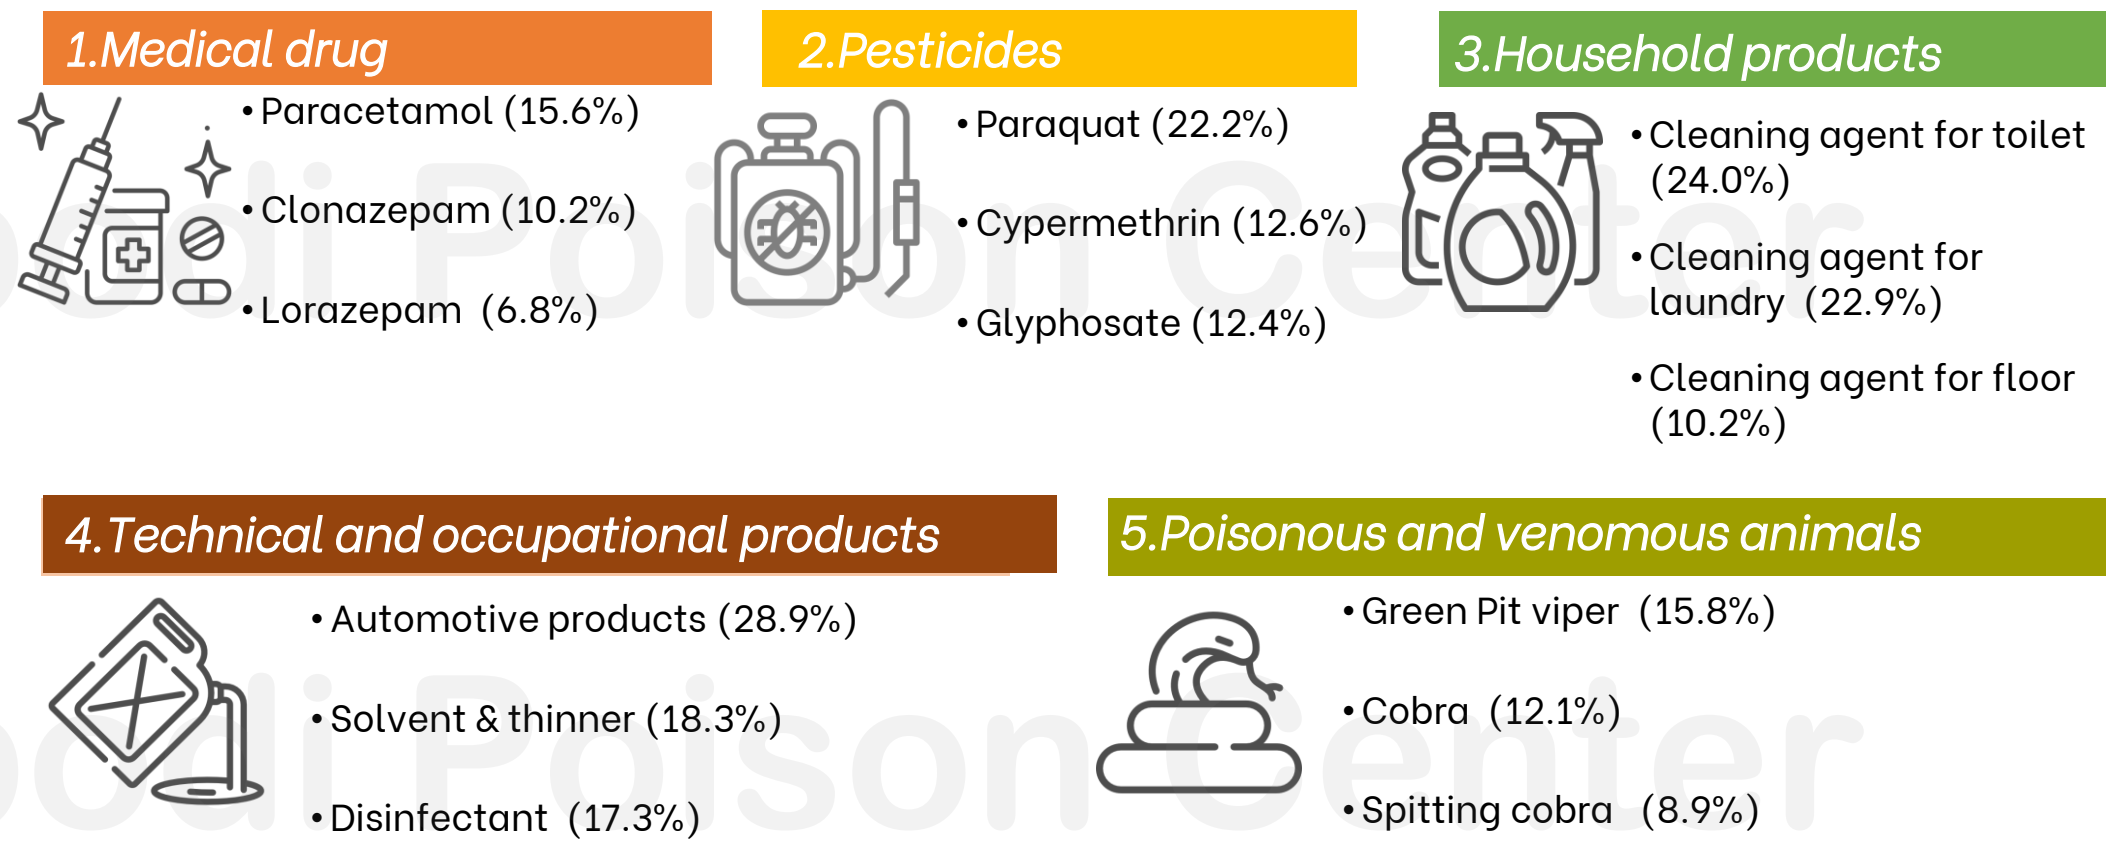 1.Medical drug
• Paracetamol (15.6%)
• Clonazepam (10.2%)
• Lorazepam (6.8%)
2.Pesticides
• Paraquat (22.2%)
• Cypermethrin (12.6%)
• Glyphosate (12.4%)
3.Household products
• Cleaning agent for toilet
(24.0%)
• Cleaning agent for
laundry (22.9%)
• Cleaning agent for floor
(10.2%)
4.Technical and occupational products
• Automotive products (28.9%)
• Solvent & thinner (18.3%)
• Disinfectant (17.3%)
5.Poisonous and venomous animals
• Green Pit viper (15.8%)
• Cobra (12.1%)
• Spitting cobra (8.9%)
Poison Center
Poison Center